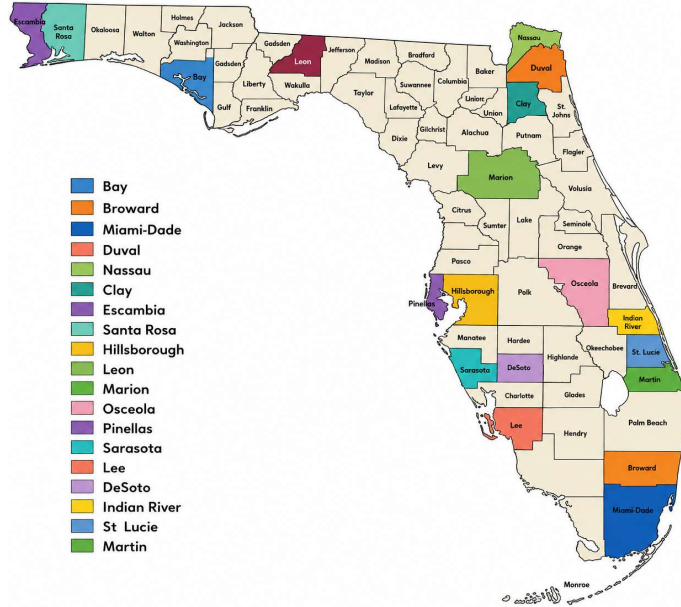 Escambia
Santa
Rosa
Okaloosa
Walton
Holmes
Washington
Jackson
Bay
Gadsden
Gulf
Liberty
Franklin
Gadsden
Leon
Wakulla
Jefferson
Madison
Taylor
Bradford
Suwannee
Lafayette
Columbia
Baker
Union
Union
Nassau
Duval
Clay
St.
Johns
Dixie
Gilchrist
Alachua
Putnam
Flagler
Levy
Marion
Volusia
Citrus
Sumter
Lake
Seminole
Orange
Pasco
Pinellas
Hillsborough
Polk
Osceola
Brevard
Indian
River
Manatee
Hardee
Highlande
Okeechobee
St. Lucie
Sarasota
DeSoto
Martin
Charlotte
Glades
Lee
Hendry
Palm Beach
Broward
Miami-Dade
Monroe
Bay
Broward
Miami-Dade
Duval
Nassau
Clay
Escambia
Santa Rosa
Hillsborough
Leon
Marion
Osceola
Pinellas
Sarasota
Lee
DeSoto
Indian River
St Lucie
Martin